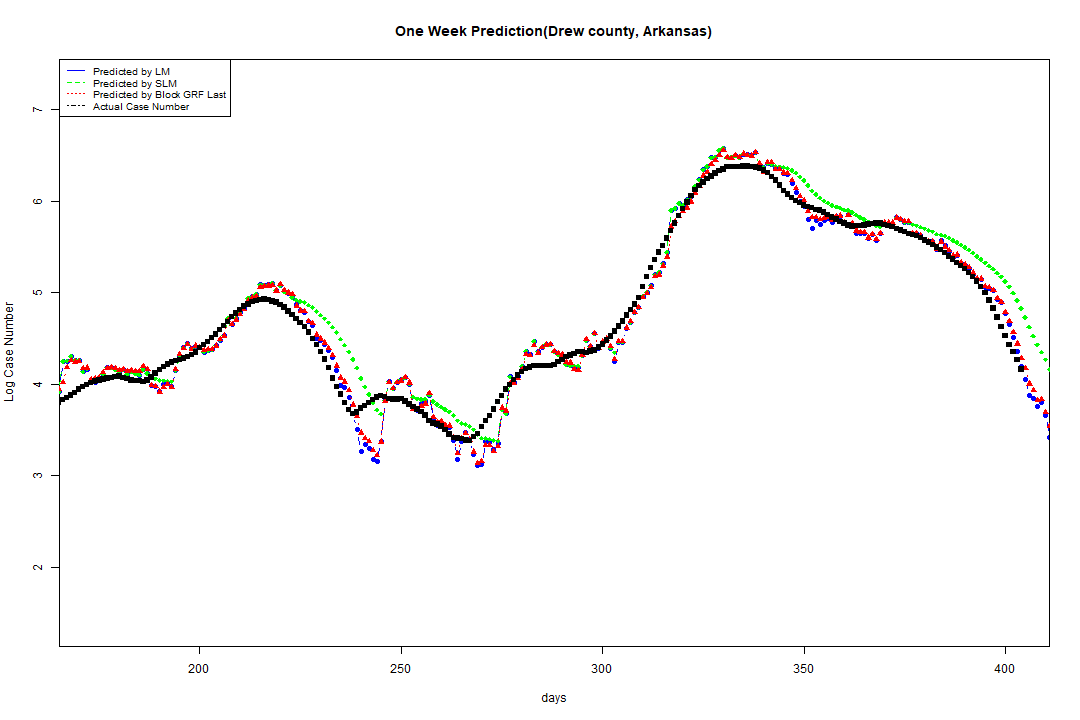 One Week Prediction(Drew county, Arkansas)
Predicted by LM
Predicted by SLM
Predicted by Block GRF Last
Actual Case Number
7
6
5
4
3
2
Log Case Number
200 250 300 350 400
days